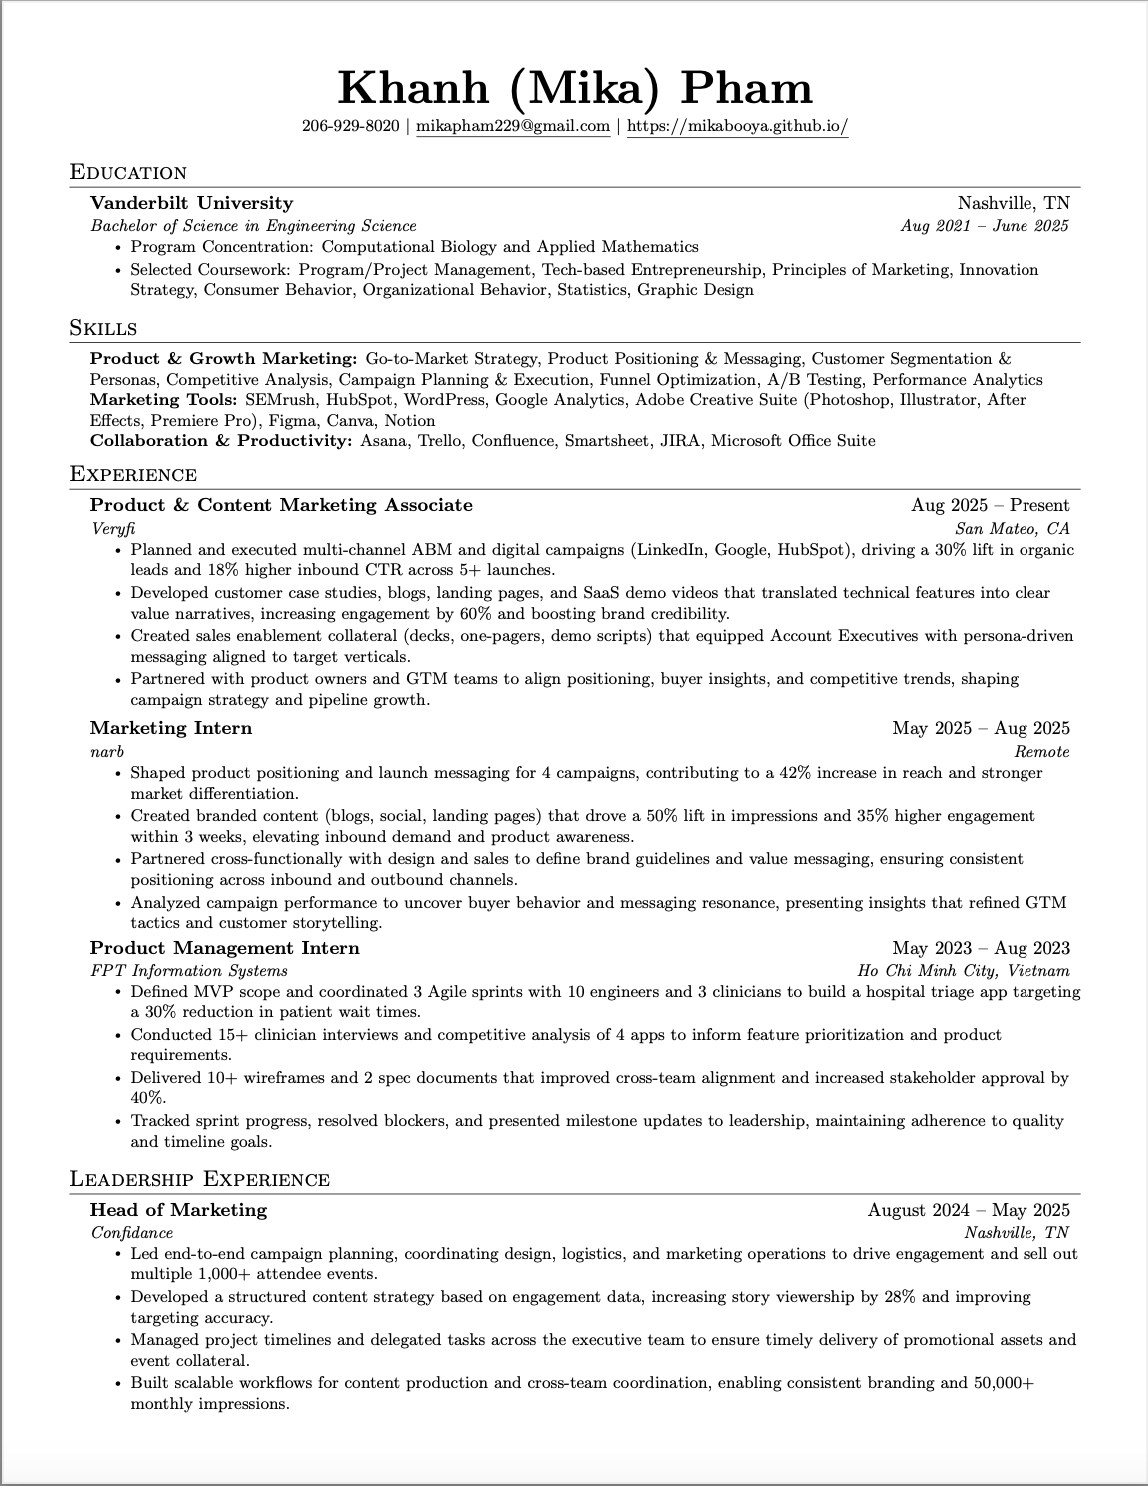 Khanh (Mika) Pham
206-929-8020 | mikapham229@gmail.com | https://mikabooya.github.io/
Education
Vanderbilt University Nashville, TN
Bachelor of Science in Engineering Science Aug 2021 – June 2025
• Program Concentration: Computational Biology and Applied Mathematics
• Selected Coursework: Program/Project Management, Tech-based Entrepreneurship, Principles of Marketing, Innovation
Strategy, Consumer Behavior, Organizational Behavior, Statistics, Graphic Design
Skills
Product & Growth Marketing: Go-to-Market Strategy, Product Positioning & Messaging, Customer Segmentation &
Personas, Competitive Analysis, Campaign Planning & Execution, Funnel Optimization, A/B Testing, Performance Analytics
Marketing Tools: SEMrush, HubSpot, WordPress, Google Analytics, Adobe Creative Suite (Photoshop, Illustrator, After
Effects, Premiere Pro), Figma, Canva, Notion
Collaboration & Productivity: Asana, Trello, Confluence, Smartsheet, JIRA, Microsoft Office Suite
Experience
Product & Content Marketing Associate Aug 2025 – Present
Veryfi San Mateo, CA
• Planned and executed multi-channel ABM and digital campaigns (LinkedIn, Google, HubSpot), driving a 30% lift in organic
leads and 18% higher inbound CTR across 5+ launches.
• Developed customer case studies, blogs, landing pages, and SaaS demo videos that translated technical features into clear
value narratives, increasing engagement by 60% and boosting brand credibility.
• Created sales enablement collateral (decks, one-pagers, demo scripts) that equipped Account Executives with persona-driven
messaging aligned to target verticals.
• Partnered with product owners and GTM teams to align positioning, buyer insights, and competitive trends, shaping
campaign strategy and pipeline growth.
Marketing Intern May 2025 – Aug 2025
narb Remote
• Shaped product positioning and launch messaging for 4 campaigns, contributing to a 42% increase in reach and stronger
market differentiation.
• Created branded content (blogs, social, landing pages) that drove a 50% lift in impressions and 35% higher engagement
within 3 weeks, elevating inbound demand and product awareness.
• Partnered cross-functionally with design and sales to define brand guidelines and value messaging, ensuring consistent
positioning across inbound and outbound channels.
• Analyzed campaign performance to uncover buyer behavior and messaging resonance, presenting insights that refined GTM
tactics and customer storytelling.
Product Management Intern May 2023 – Aug 2023
FPT Information Systems Ho Chi Minh City, Vietnam
• Defined MVP scope and coordinated 3 Agile sprints with 10 engineers and 3 clinicians to build a hospital triage app targeting
a 30% reduction in patient wait times.
• Conducted 15+ clinician interviews and competitive analysis of 4 apps to inform feature prioritization and product
requirements.
• Delivered 10+ wireframes and 2 spec documents that improved cross-team alignment and increased stakeholder approval by
40%.
• Tracked sprint progress, resolved blockers, and presented milestone updates to leadership, maintaining adherence to quality
and timeline goals.
Leadership Experience
Head of Marketing August 2024 – May 2025
Confidance Nashville, TN
• Led end-to-end campaign planning, coordinating design, logistics, and marketing operations to drive engagement and sell out
multiple 1,000+ attendee events.
• Developed a structured content strategy based on engagement data, increasing story viewership by 28% and improving
targeting accuracy.
• Managed project timelines and delegated tasks across the executive team to ensure timely delivery of promotional assets and
event collateral.
• Built scalable workflows for content production and cross-team coordination, enabling consistent branding and 50,000+
monthly impressions.